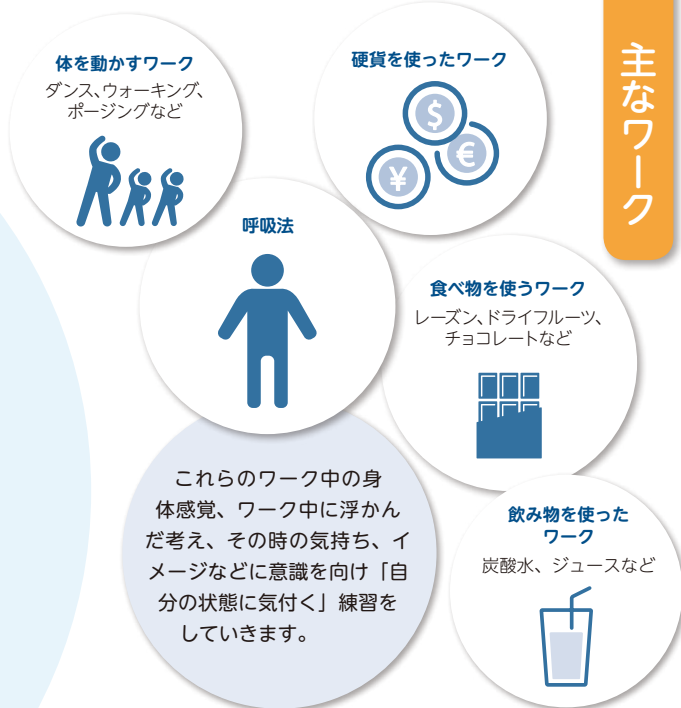 主なワーク
体を動かすワーク
ダンス、ウォーキング、
ポージングなど
硬貨を使ったワーク
$
€
¥
呼吸法
食べ物を使うワーク
レーズン、ドライフルーツ、
チョコレートなど
飲み物を使った
ワーク
炭酸水、ジュースなど
これらのワーク中の身
体感覚、ワーク中に浮かん
だ考え、その時の気持ち、イ
メージなどに意識を向け「自
分の状態に気付く」練習を
していきます。